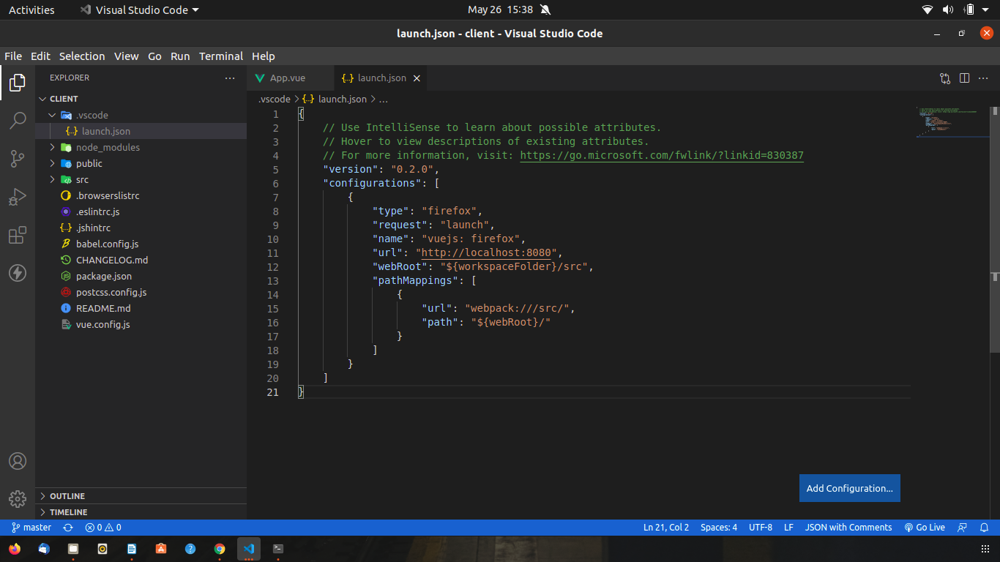 Activities
Visual Studio Code
May 26 15:38
launch.json - client - Visual Studio Code
File Edit Selection View Go Run Terminal Help
EXPLORER
CLIENT
.vscode
launch.json
node_modules
public
src
.browserslistrc
.eslintrc.js
.jshintrc
babel.config.js
CHANGELOG.md
package.json
postcss.config.js
README.md
vue.config.js
OUTLINE
TIMELINE
App.vue
launch.json
.vscode > {..} launch.json > ...
1 {
2 // Use IntelliSense to learn about possible attributes.
3 // Hover to view descriptions of existing attributes.
4 // For more information, visit: https://go.microsoft.com/fwlink/?linkid=830387
5 "version": "0.2.0",
6 "configurations": [
7 {
8 "type": "firefox",
9 "request": "launch",
10 "name": "vuejs: firefox",
11 "url": "http://localhost:8080",
12 "webRoot": "${workspaceFolder}/src",
13 "pathMappings": [
14 {
15 "url": "webpack:///src/",
16 "path": "${webRoot}/"
17 }
18 ]
19 }
20 ]
21 }
Add Configuration...
master
0 0
Ln 21, Col 2
Spaces: 4
UTF-8
LF
JSON with Comments
Go Live